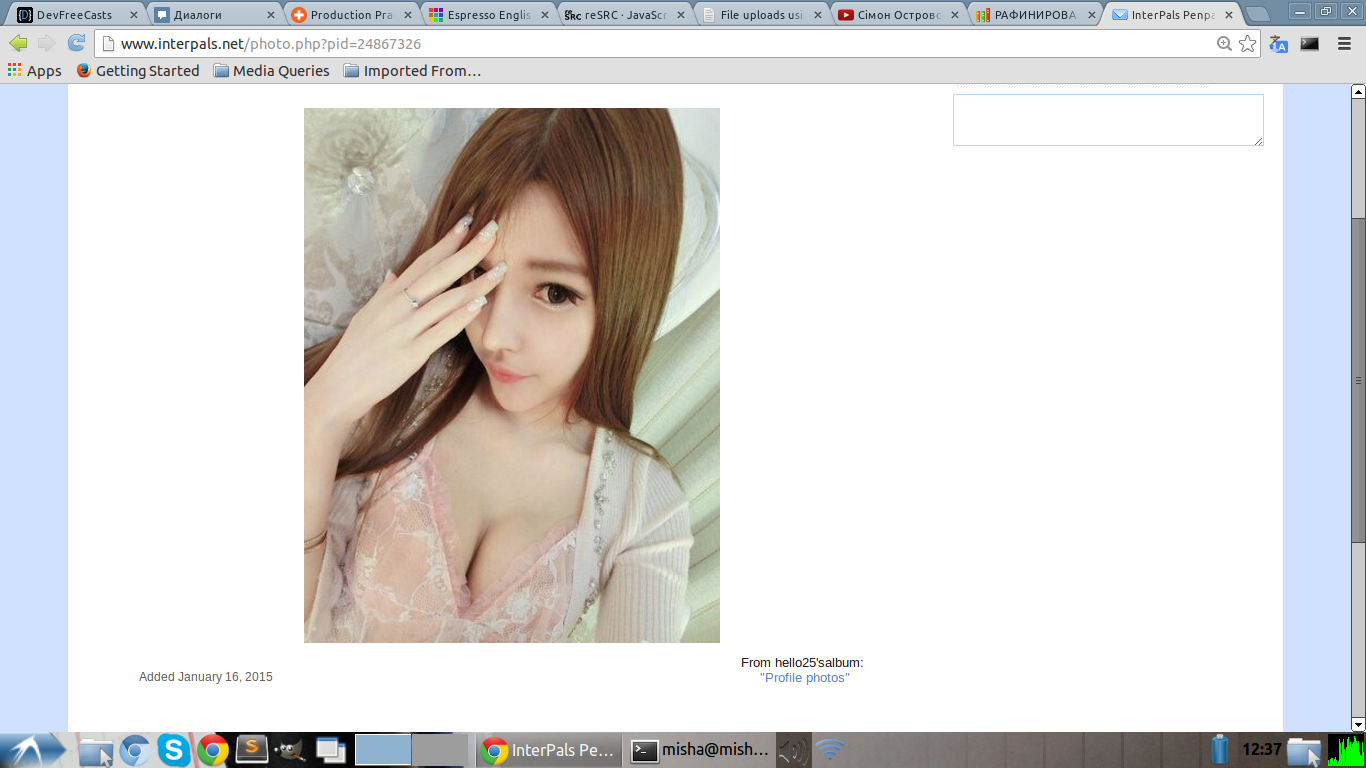 DevFreeCasts
Диалоги
Production Pra
Espresso Englis
SRC reSRC · JavaScr
File uploads usi
Сімон Островс
РАФИНИРОВА
InterPals Penpa
www.interpals.net/photo.php?pid=24867326
Apps
Getting Started
Media Queries
Imported From...
From hello25'salbum:
"Profile photos"
Added January 16, 2015
InterPals Pe...
misha@mish...
12:37